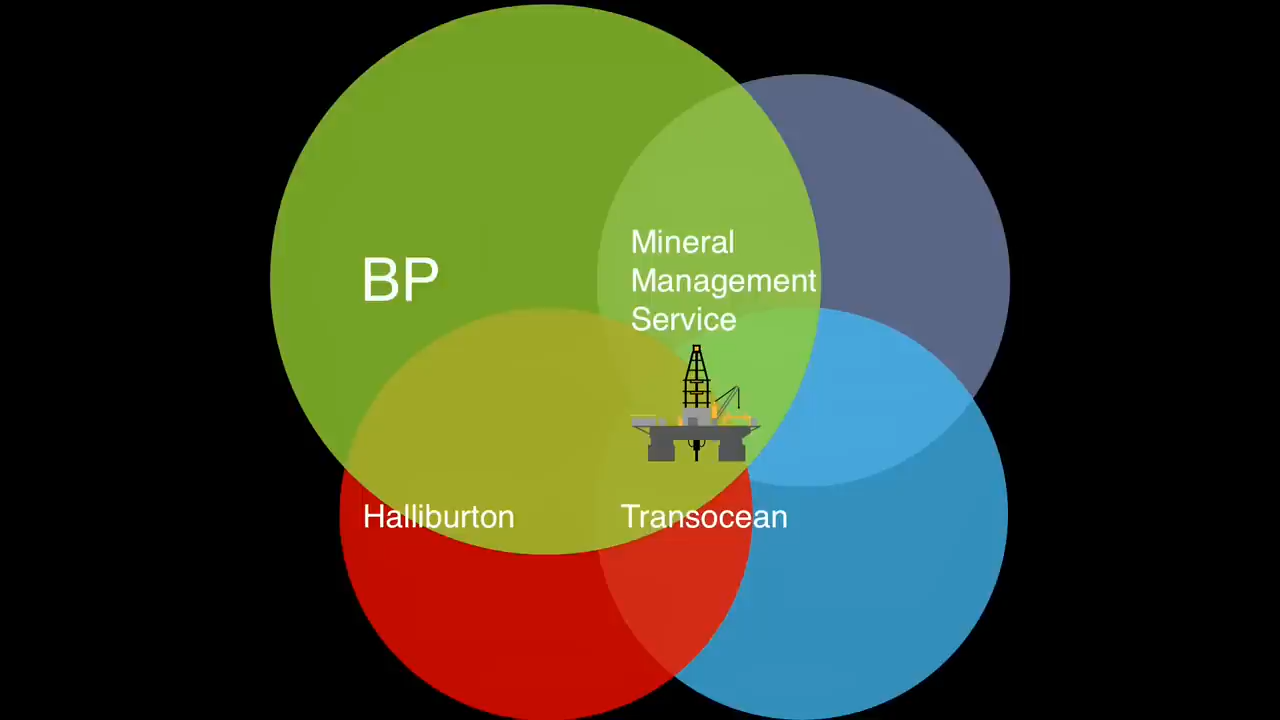 BP
Mineral
Management
Service
Halliburton
Transocean